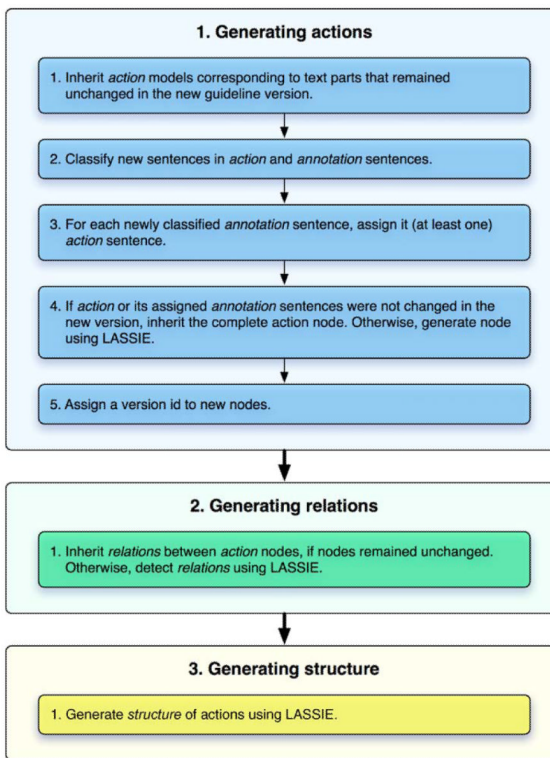 1. Generating actions
1. Inherit action models corresponding to text parts that remained
unchanged in the new guideline version.
2. Classify new sentences in action and annotation sentences.
3. For each newly classified annotation sentence, assign it (at least one)
action sentence.
4. If action or its assigned annotation sentences were not changed in the
new version, inherit the complete action node. Otherwise, generate node
using LASSIE.
5. Assign a version id to new nodes.
2. Generating relations
1. Inherit relations between action nodes, if nodes remained unchanged.
Otherwise, detect relations using LASSIE.
3. Generating structure
1. Generate structure of actions using LASSIE.